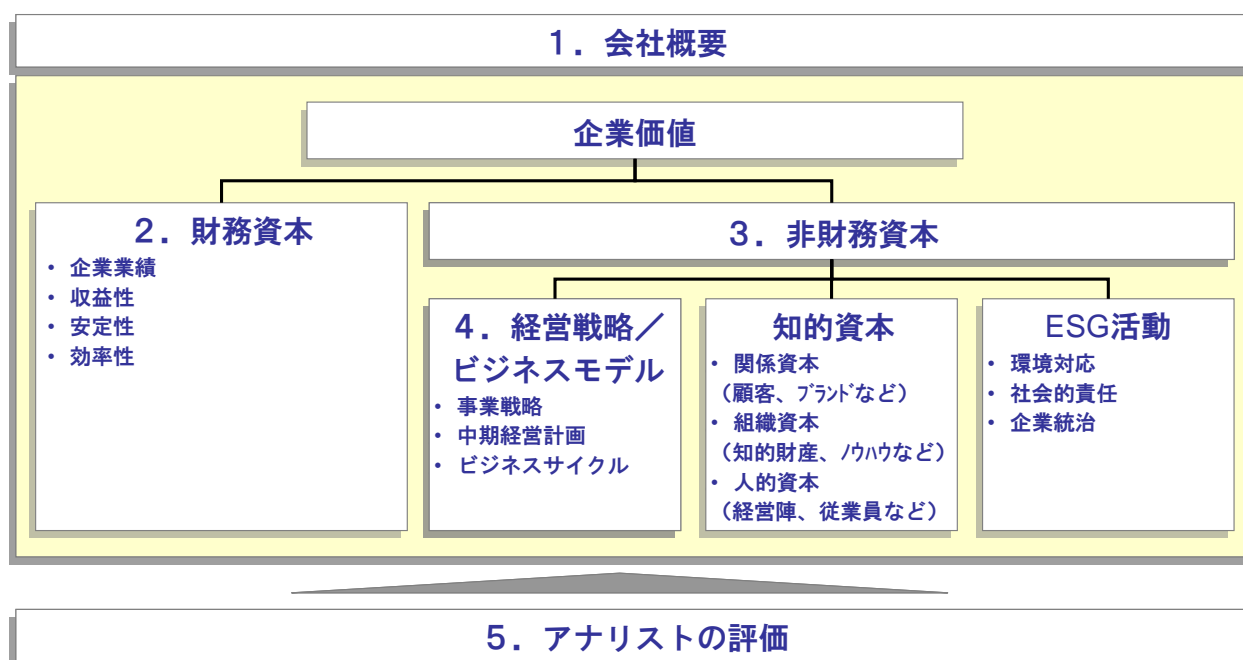 １．会社概要
企業価値
２．財務資本
・ 企業業績
・ 収益性
・ 安定性
・ 効率性
３．非財務資本
４．経営戦略／
ビジネスモデル
・ 事業戦略
・ 中期経営計画
・ ビジネスサイクル
知的資本
・ 関係資本
（顧客、ﾌﾞﾗﾝﾄﾞなど）
・ 組織資本
（知的財産、ﾉｳﾊｳなど）
・ 人的資本
（経営陣、従業員など）
ESG活動
・ 環境対応
・ 社会的責任
・ 企業統治
５．アナリストの評価